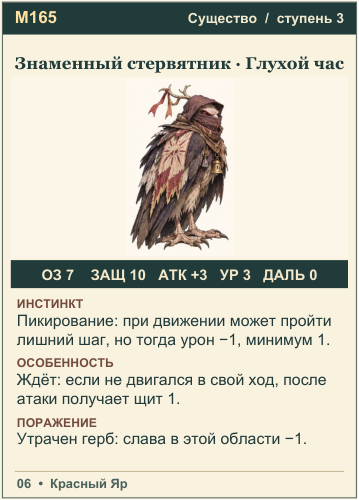 M165 Существо / ступень 3
Знаменный стервятник · Глухой час
ОЗ 7 ЗАЩ 10 АТК +3 УР 3 ДАЛЬ 0
ИНСТИНКТ
Пикирование: при движении может пройти
лишний шаг, но тогда урон −1, минимум 1.
ОСОБЕННОСТЬ
Ждёт: если не двигался в свой ход, после
атаки получает щит 1.
ПОРАЖЕНИЕ
Утрачен герб: слава в этой области −1.
06 • Красный Яр